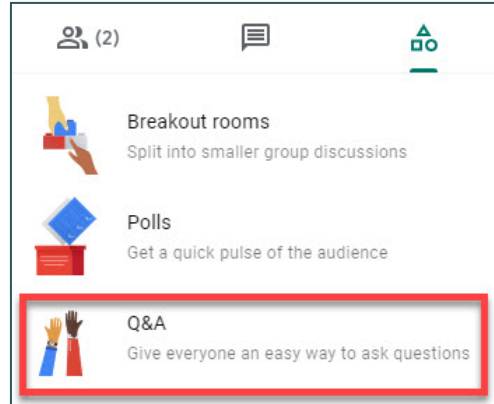 (2)
Breakout rooms
Split into smaller group discussions
Polls
Get a quick pulse of the audience
Q&A
Give everyone an easy way to ask questions